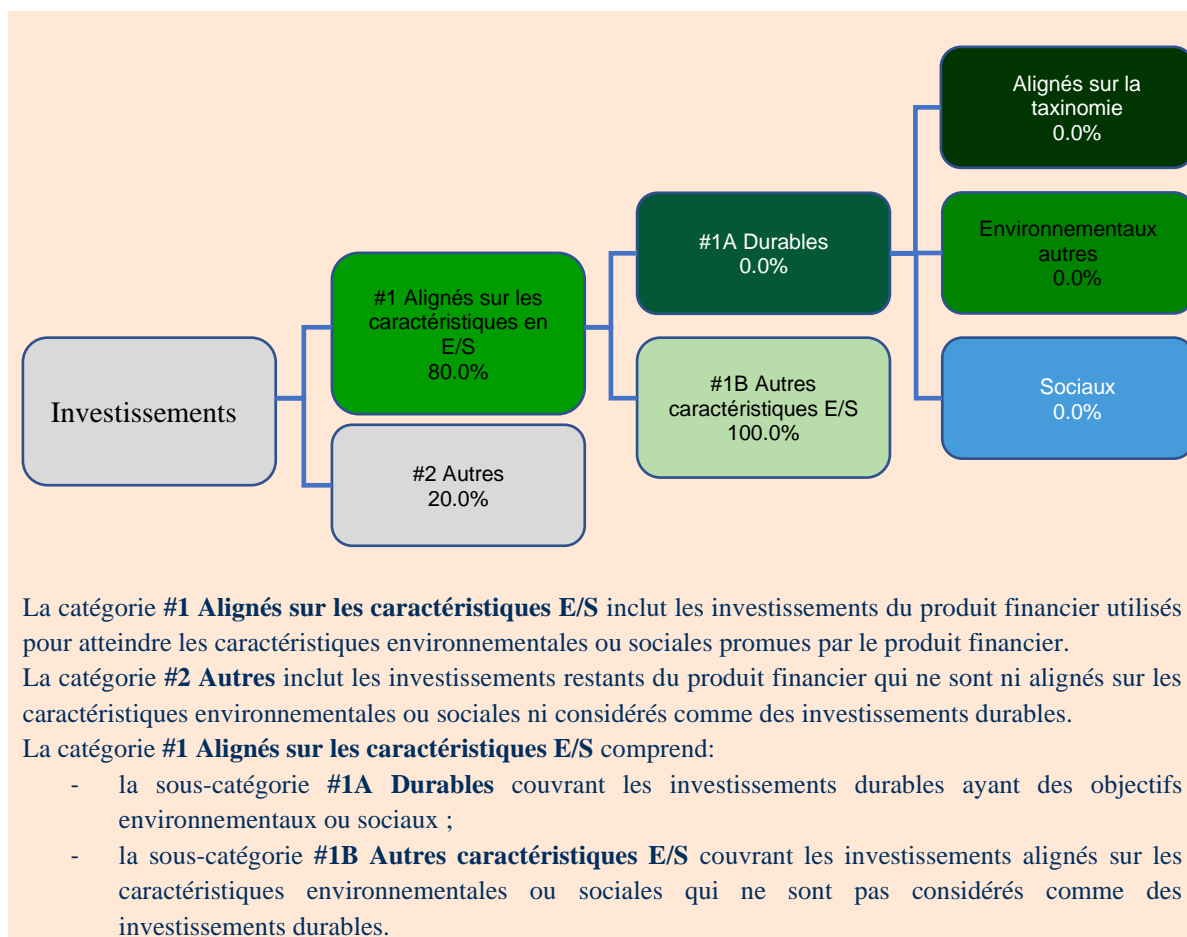 Investissements
#1 Alignés sur les
caractéristiques en
E/S
80.0%
#2 Autres
20.0%
#1A Durables
0.0%
#1B Autres
caractéristiques E/S
100.0%
Alignés sur la
taxinomie
0.0%
Environnementaux
autres
0.0%
Sociaux
0.0%
La catégorie #1 Alignés sur les caractéristiques E/S inclut les investissements du produit financier utilisés
pour atteindre les caractéristiques environnementales ou sociales promues par le produit financier.
La catégorie #2 Autres inclut les investissements restants du produit financier qui ne sont ni alignés sur les
caractéristiques environnementales ou sociales ni considérés comme des investissements durables.
La catégorie #1 Alignés sur les caractéristiques E/S comprend:
- la sous-catégorie #1A Durables couvrant les investissements durables ayant des objectifs
environnementaux ou sociaux ;
- la sous-catégorie #1B Autres caractéristiques E/S couvrant les investissements alignés sur les
caractéristiques environnementales ou sociales qui ne sont pas considérés comme des
investissements durables.